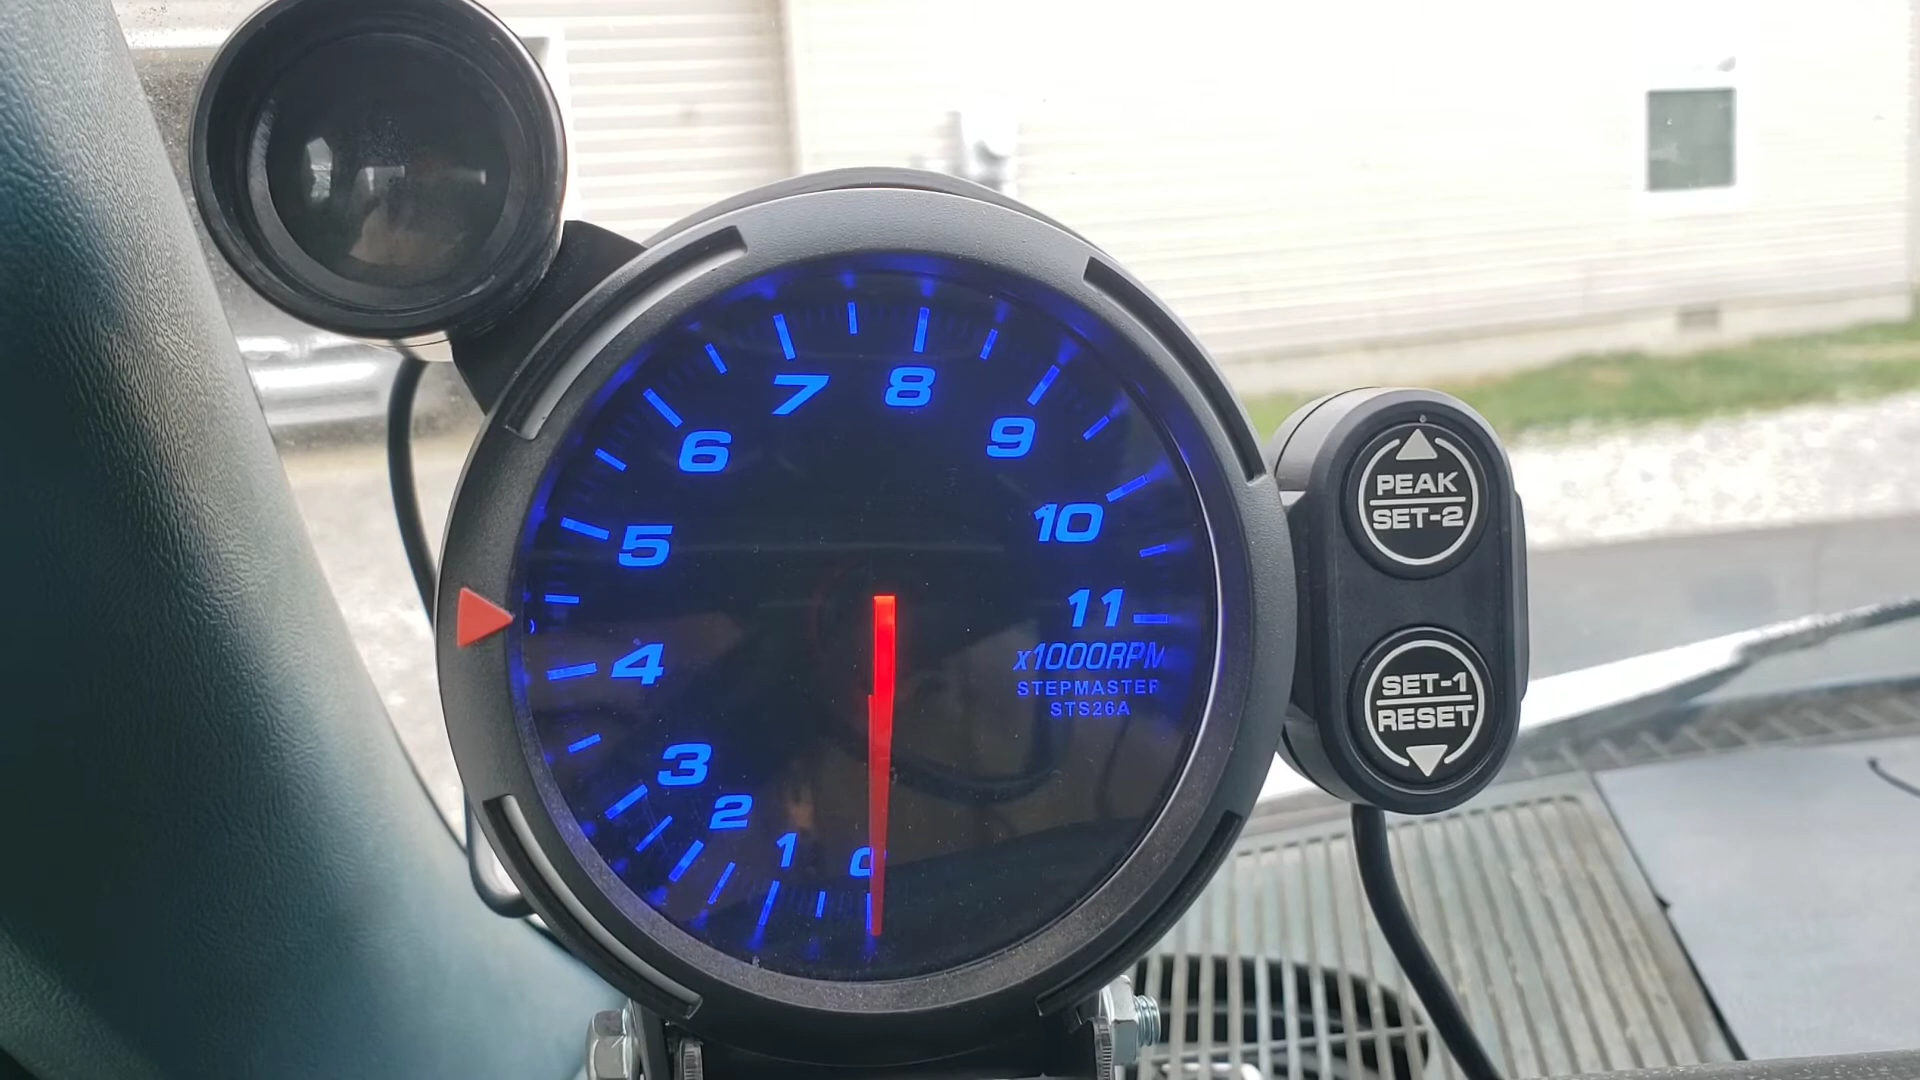 7
8
6
9
5
10
4
11
x1000RPM
STEPMASTER
STS26A
3
2
1
0
PEAK
SET-2
SET-1
RESET